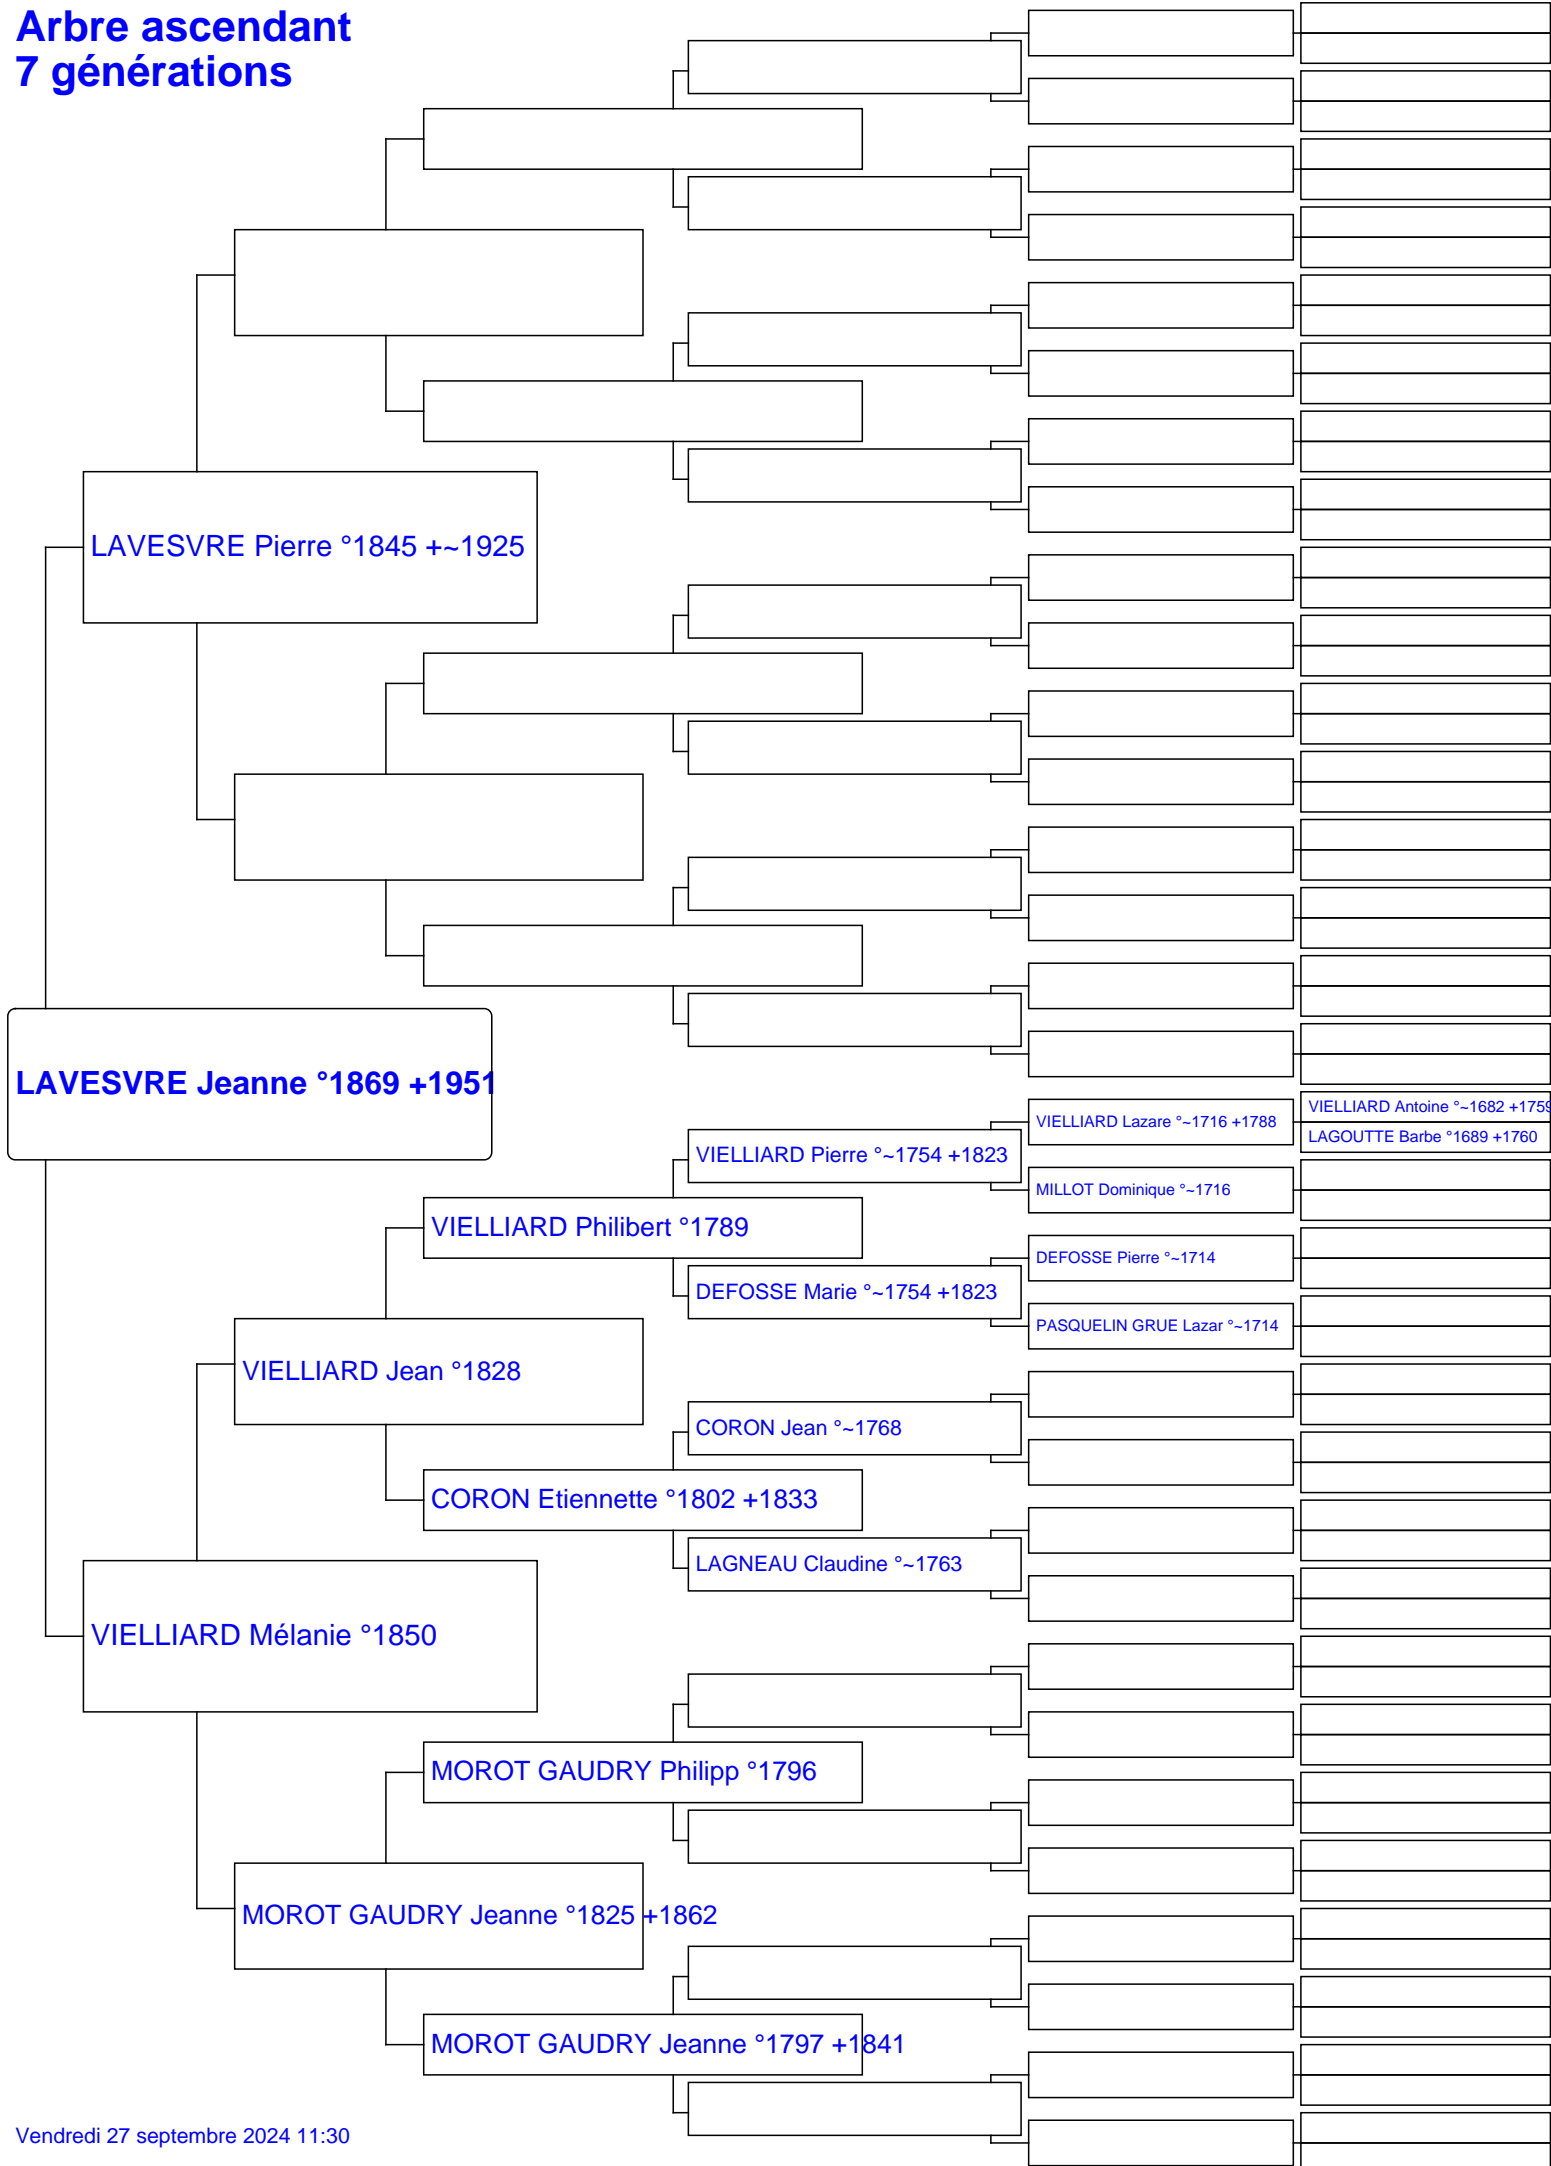 Arbre ascendant
7 générations
LAVESVRE Pierre °1845 +~1925
LAVESVRE Jeanne °1869 +1951
VIELLIARD Antoine °~1682 +1759
VIELLIARD Lazare °~1716 +1788
LAGOUTTE Barbe °1689 +1760
VIELLIARD Pierre °~1754 +1823
MILLOT Dominique °~1716
VIELLIARD Philibert °1789
DEFOSSE Pierre °~1714
DEFOSSE Marie °~1754 +1823
PASQUELIN GRUE Lazar °~1714
VIELLIARD Jean °1828
CORON Jean °~1768
CORON Etiennette °1802 +1833
LAGNEAU Claudine °~1763
VIELLIARD Mélanie °1850
MOROT GAUDRY Philipp °1796
MOROT GAUDRY Jeanne °1825 +1862
MOROT GAUDRY Jeanne °1797 +1841
Vendredi 27 septembre 2024 11:30